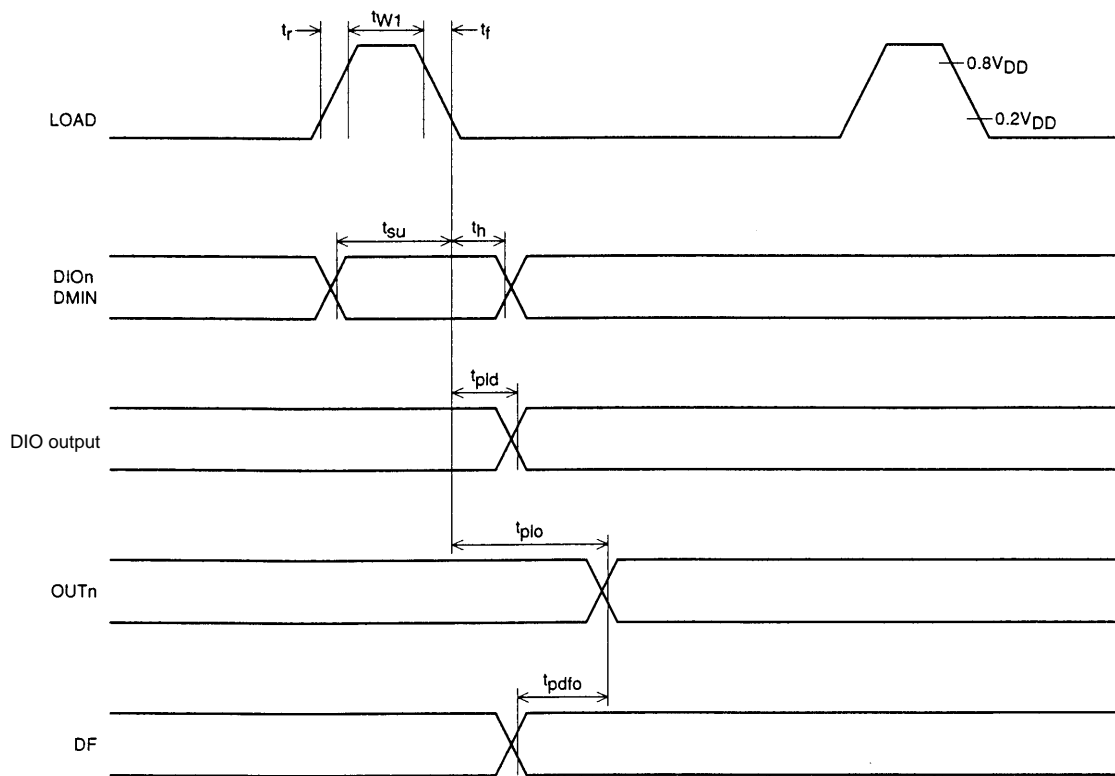 tr
tW1
tf
LOAD
0.8VDD
0.2VDD
tsu
th
DIOn
DMIN
tpld
DIO output
tplo
OUTn
tpdfo
DF